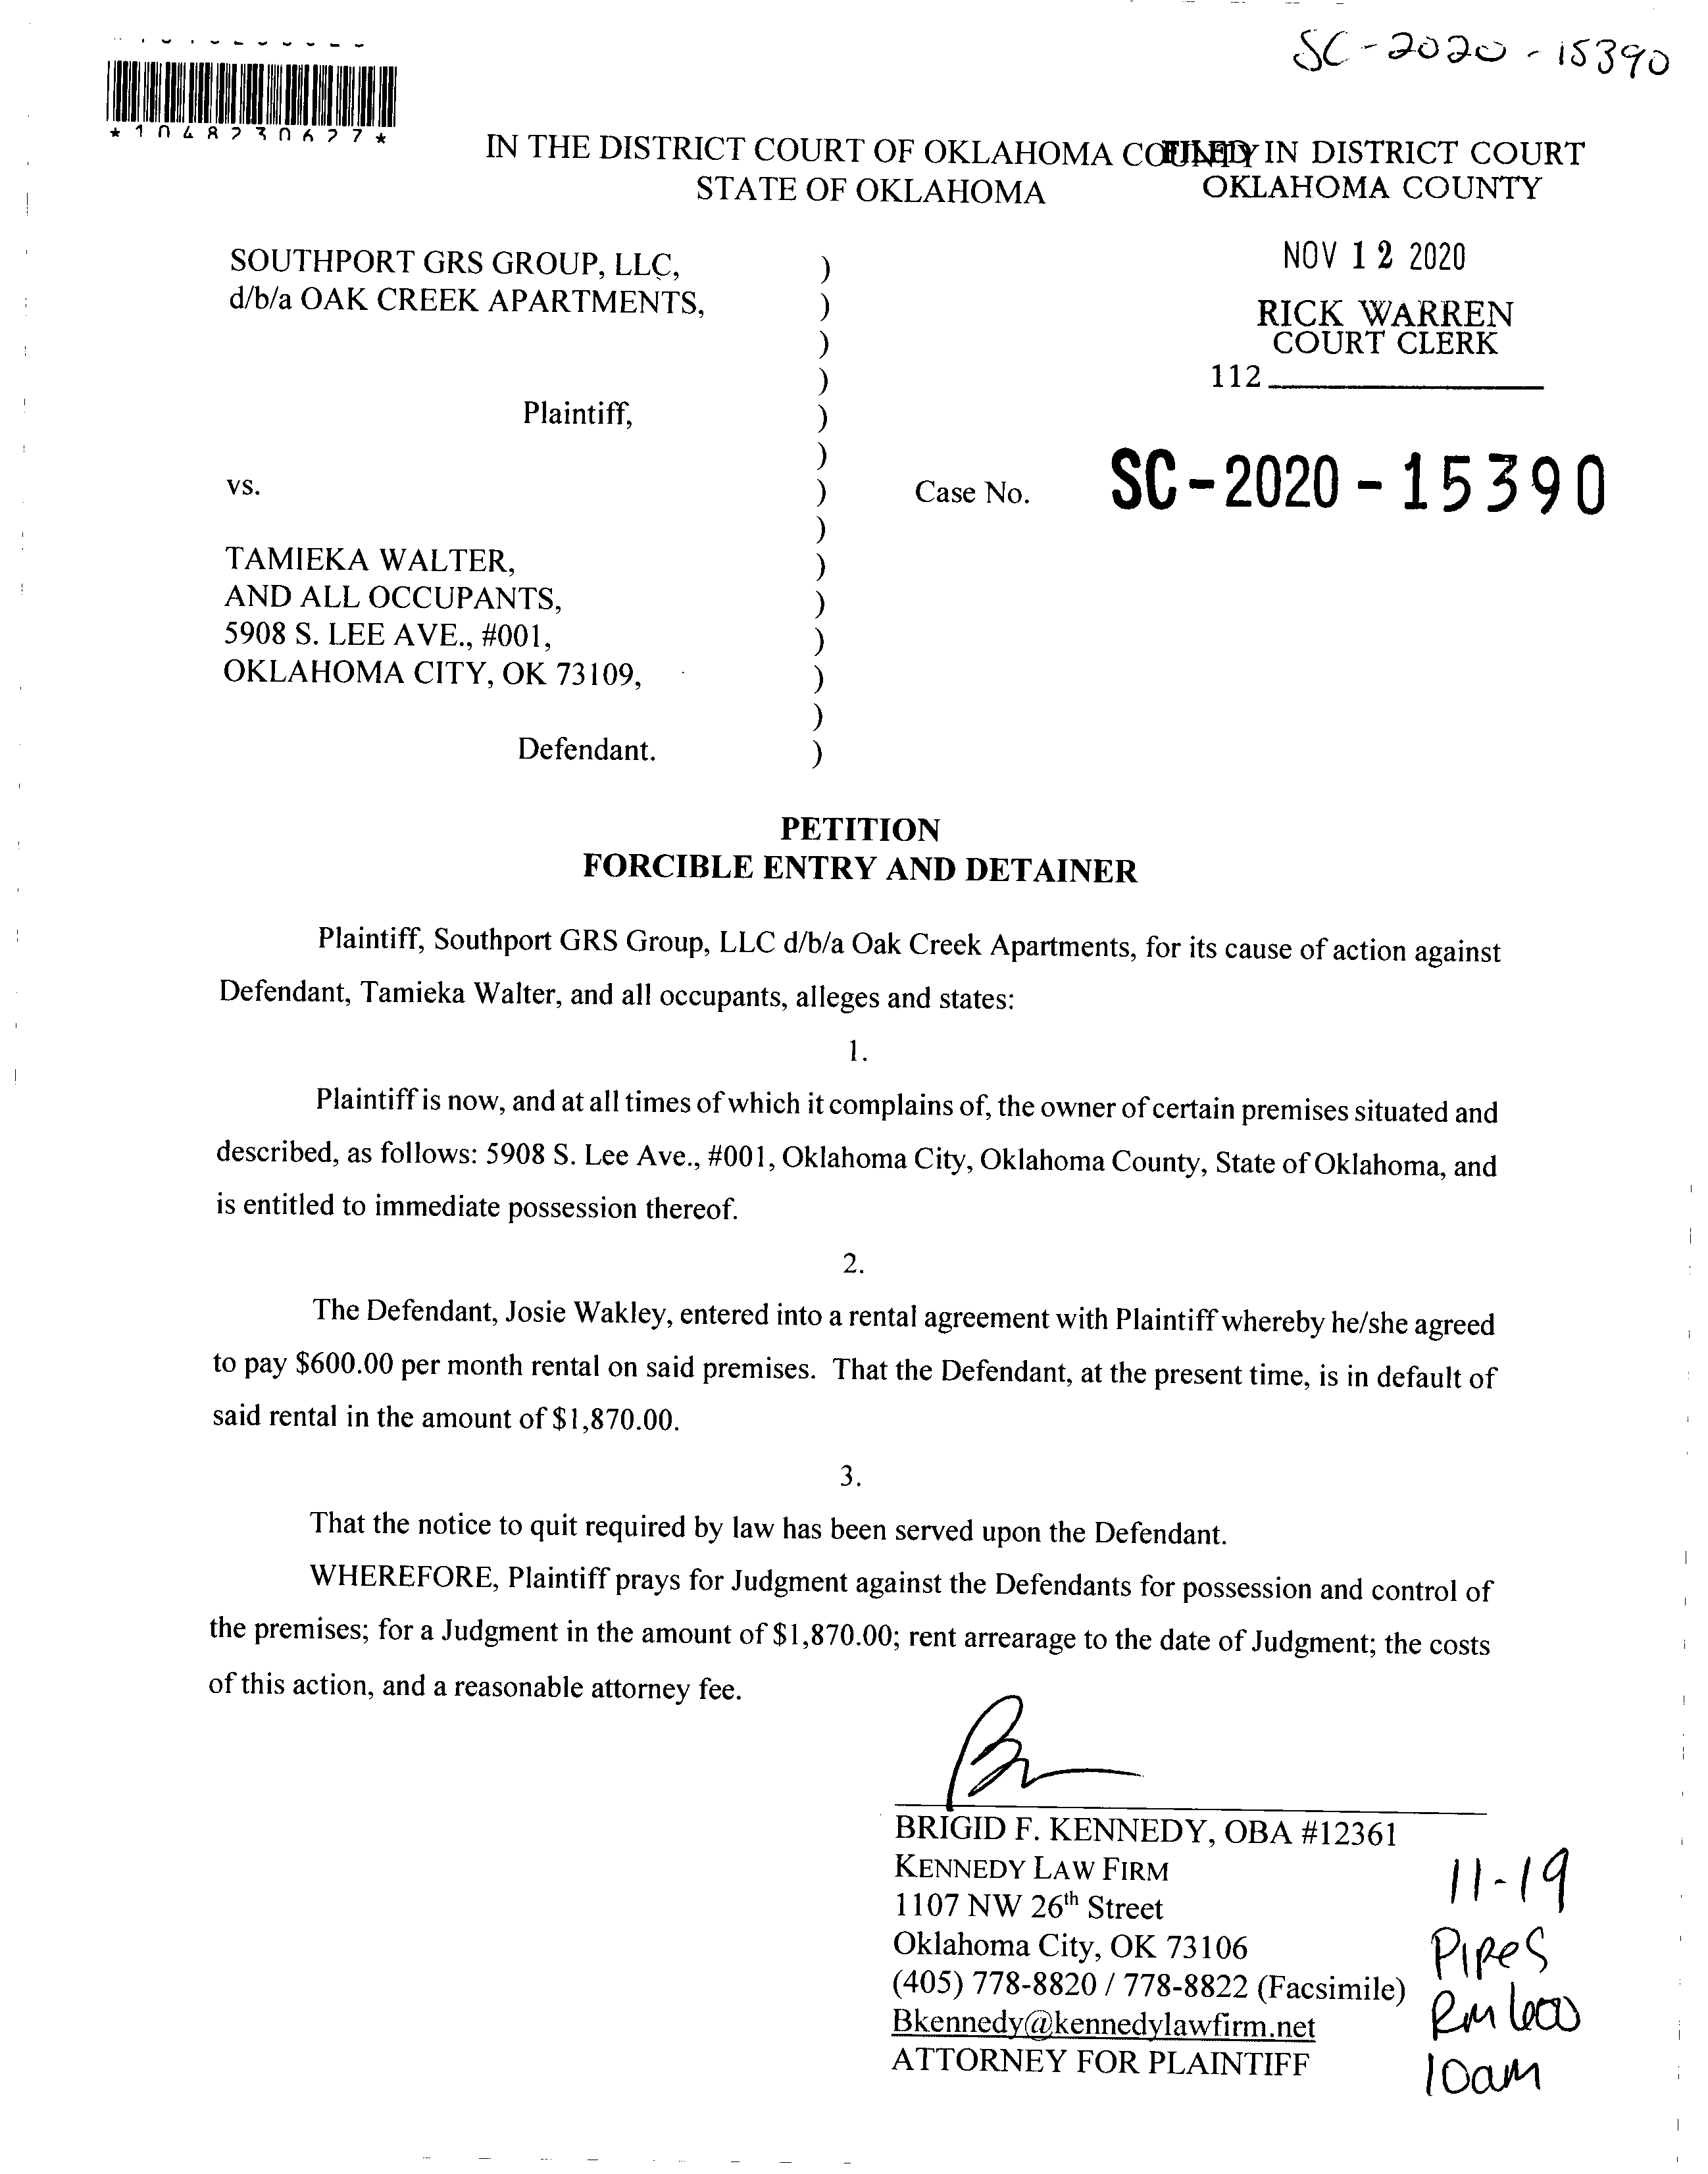 SC-2020-15390
*1048230627*
IN THE DISTRICT COURT OF OKLAHOMA COUNTY
STATE OF OKLAHOMA
FILED IN DISTRICT COURT
OKLAHOMA COUNTY
NOV 12 2020
RICK WARREN
COURT CLERK
112
SOUTHPORT GRS GROUP, LLC,
d/b/a OAK CREEK APARTMENTS,
Plaintiff,
vs.
Case No. SC-2020-15390
TAMIEKA WALTER,
AND ALL OCCUPANTS,
5908 S. LEE AVE., #001,
OKLAHOMA CITY, OK 73109,
Defendant.
PETITION
FORCIBLE ENTRY AND DETAINER
Plaintiff, Southport GRS Group, LLC d/b/a Oak Creek Apartments, for its cause of action against
Defendant, Tamieka Walter, and all occupants, alleges and states:
1.
Plaintiff is now, and at all times of which it complains of, the owner of certain premises situated and
described, as follows: 5908 S. Lee Ave., #001, Oklahoma City, Oklahoma County, State of Oklahoma, and
is entitled to immediate possession thereof.
2.
The Defendant, Josie Wakley, entered into a rental agreement with Plaintiff whereby he/she agreed
to pay $600.00 per month rental on said premises. That the Defendant, at the present time, is in default of
said rental in the amount of $1,870.00.
3.
That the notice to quit required by law has been served upon the Defendant.
WHEREFORE, Plaintiff prays for Judgment against the Defendants for possession and control of
the premises; for a Judgment in the amount of $1,870.00; rent arrearage to the date of Judgment; the costs
of this action, and a reasonable attorney fee.
BRIGID F. KENNEDY, OBA #12361
KENNEDY LAW FIRM
1107 NW 26th Street
Oklahoma City, OK 73106
(405) 778-8820 / 778-8822 (Facsimile)
Bkennedy@kennedylawfirm.net
ATTORNEY FOR PLAINTIFF
11-19
Pipes
Rm 600
10am